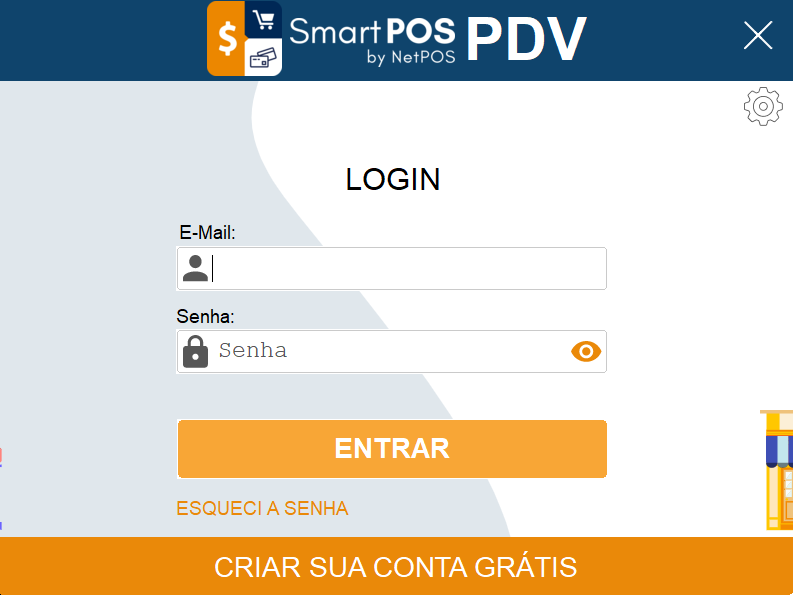 $
SmartPOS PDV
by NetPOS
LOGIN
E-Mail:
Senha:
Senha
ENTRAR
ESQUECI A SENHA
CRIAR SUA CONTA GRÁTIS